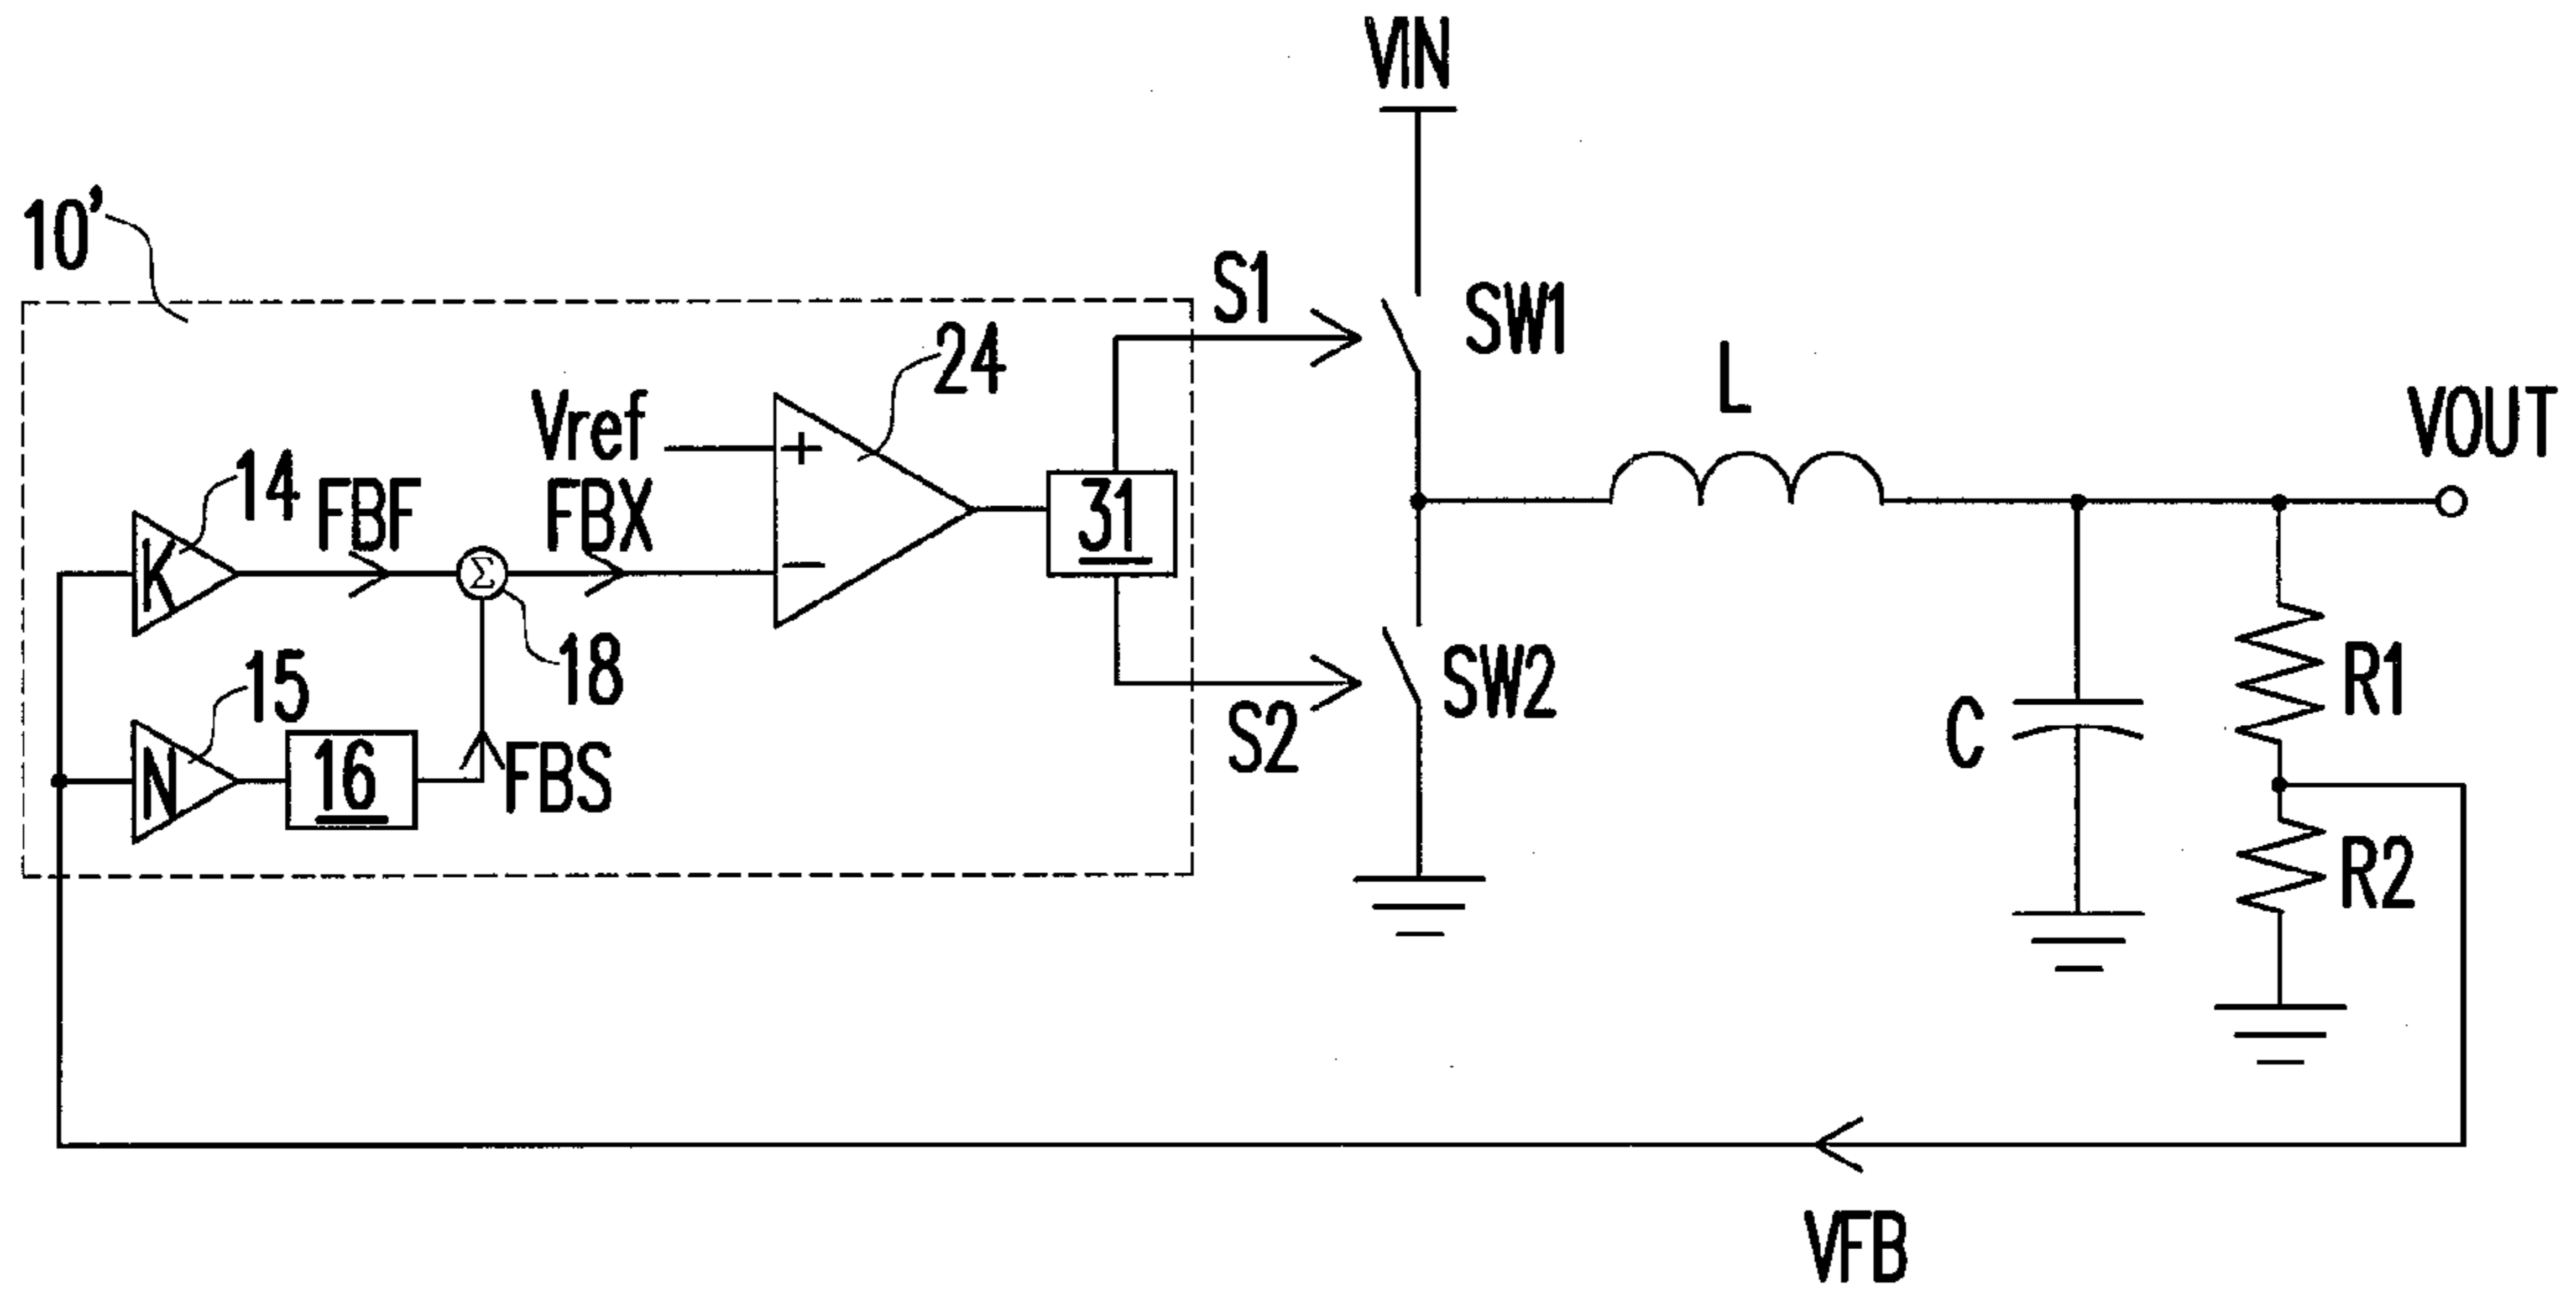 VIN
10'
S1
SW1
24
L
Vref
+
VOUT
14
FBF
FBX
31
K
Σ
−
15
18
SW2
R1
S2
C
N
16
FBS
R2
VFB